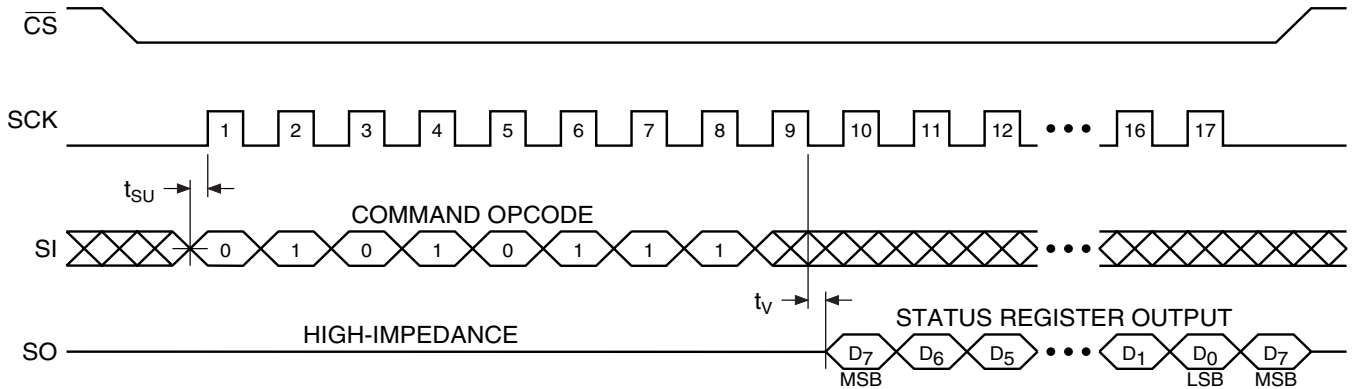 CS
SCK 1 2 3 4 5 6 7 8 9 10 11 12 ••• 16 17
tSU
COMMAND OPCODE
SI 0 1 0 1 0 1 1 1 •••
tV
HIGH-IMPEDANCE STATUS REGISTER OUTPUT
SO D7 D6 D5 ••• D1 D0 D7
MSB LSB MSB